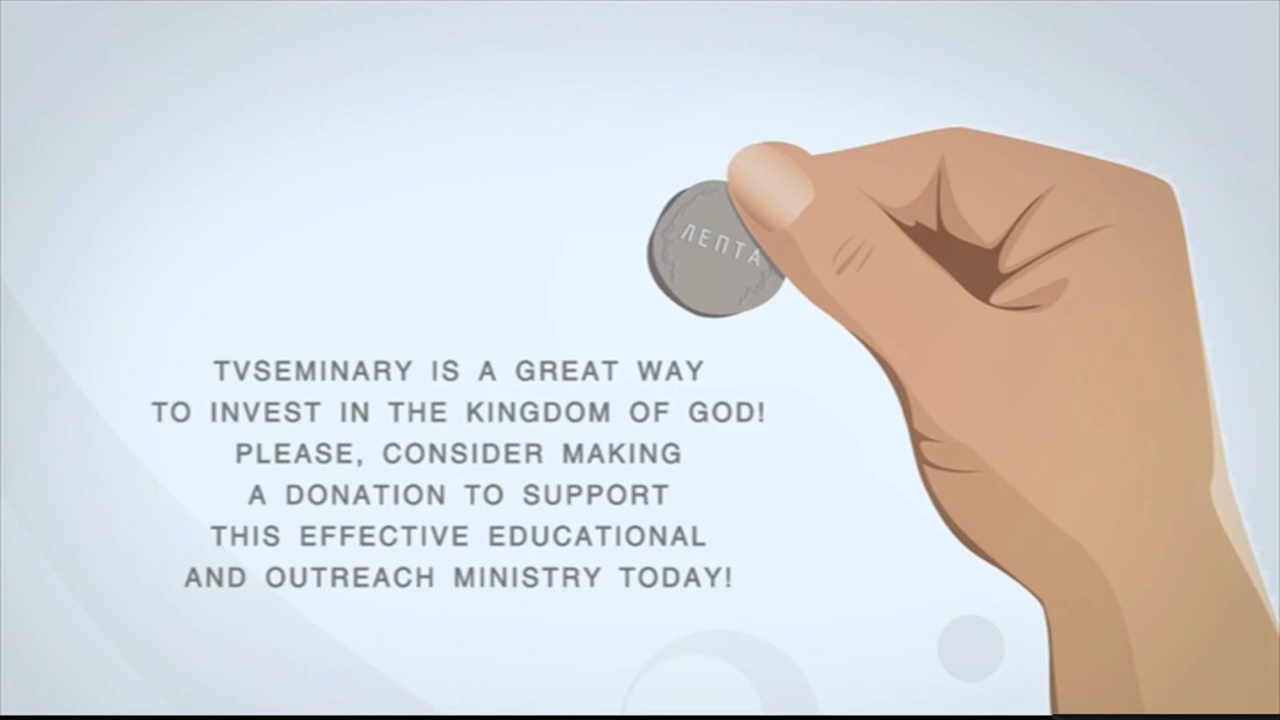 ΛΕΠΤΑ
TVSEMINARY IS A GREAT WAY
TO INVEST IN THE KINGDOM OF GOD!
PLEASE, CONSIDER MAKING
A DONATION TO SUPPORT
THIS EFFECTIVE EDUCATIONAL
AND OUTREACH MINISTRY TODAY!